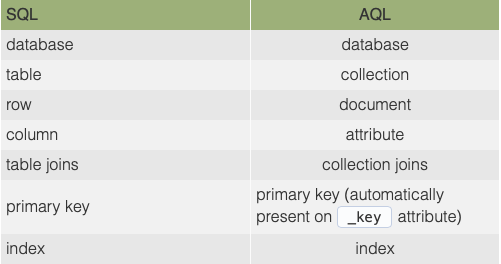 SQL AQL
database database
table collection
row document
column attribute
table joins collection joins
primary key primary key (automatically
present on _key attribute)
index index